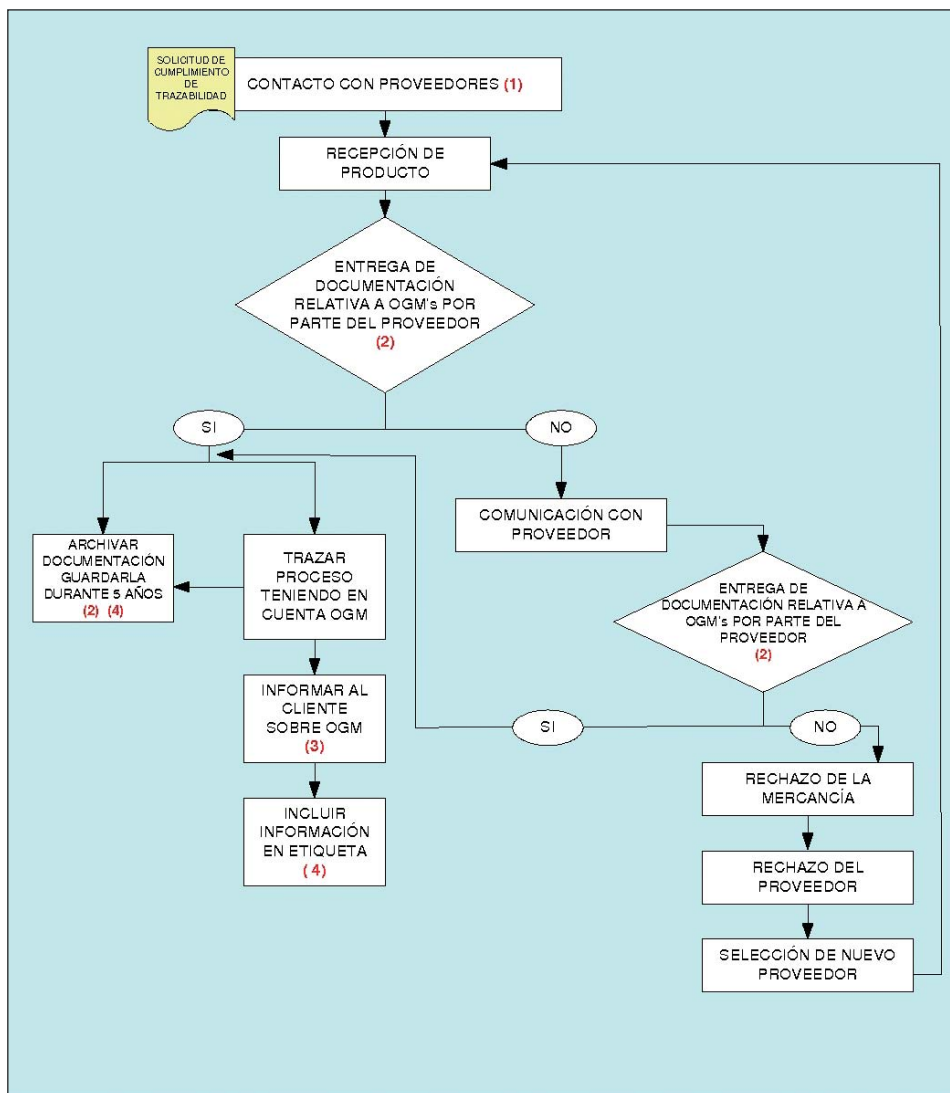 SOLICITUD DE
CUMPLIMIENTO
DE
TRAZABILIDAD
CONTACTO CON PROVEEDORES (1)
RECEPCIÓN DE
PRODUCTO
ENTREGA DE
DOCUMENTACIÓN
RELATIVA A OGM's POR
PARTE DEL PROVEEDOR
(2)
SI
NO
COMUNICACIÓN CON
PROVEEDOR
ARCHIVAR
DOCUMENTACIÓN
GUARDARLA
DURANTE 5 AÑOS
(2) (4)
TRAZAR
PROCESO
TENIENDO EN
CUENTA OGM
ENTREGA DE
DOCUMENTACIÓN RELATIVA A
OGM's POR PARTE DEL
PROVEEDOR
(2)
INFORMAR AL
CLIENTE
SOBRE OGM
(3)
SI
NO
INCLUIR
INFORMACIÓN
EN ETIQUETA
( 4)
RECHAZO DE LA
MERCANCÍA
RECHAZO DEL
PROVEEDOR
SELECCIÓN DE NUEVO
PROVEEDOR